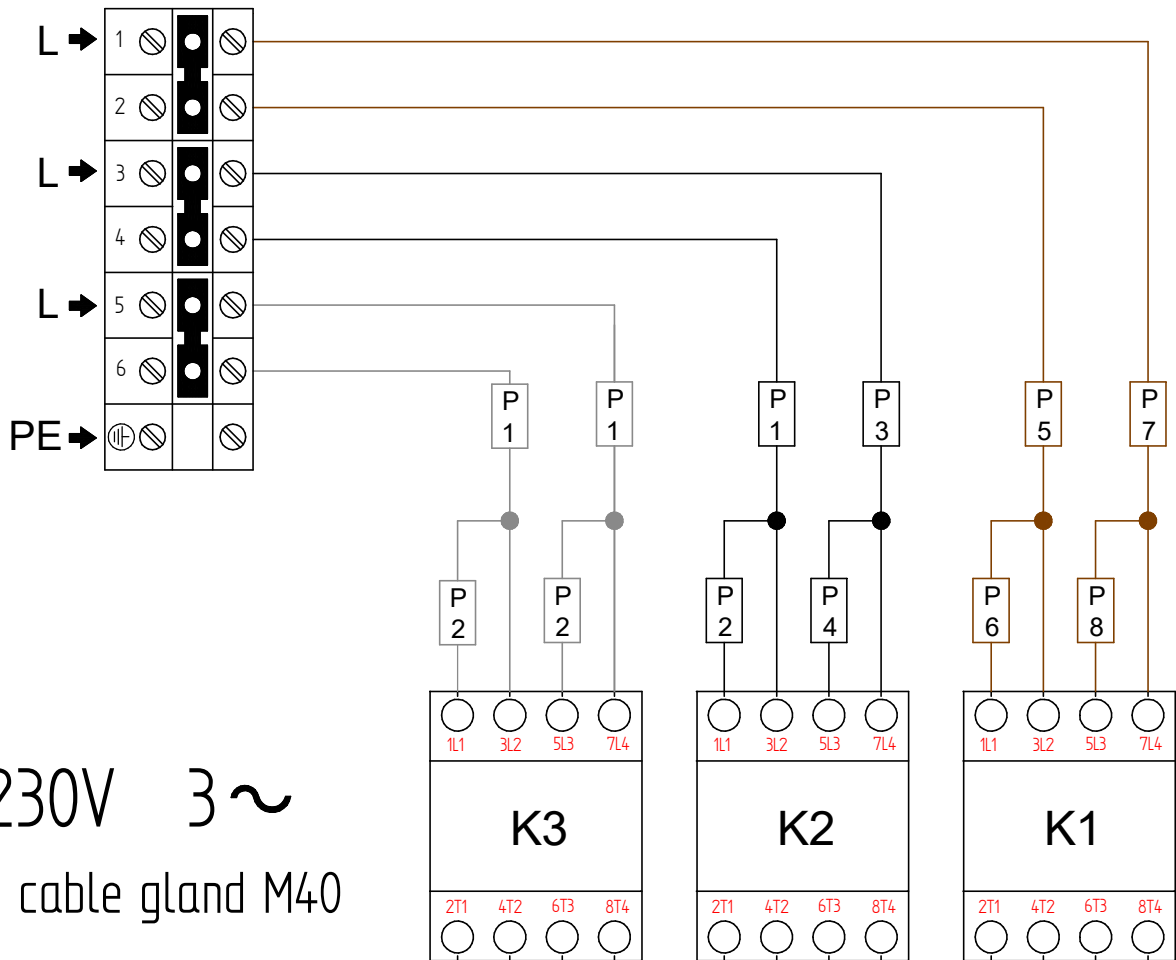 L 1
2
L 3
4
L 5
6
PE
P 1
P 1
P 1
P 3
P 5
P 7
P 2
P 2
P 2
P 4
P 6
P 8
1L1 3L2 5L3 7L4
1L1 3L2 5L3 7L4
1L1 3L2 5L3 7L4
K3
K2
K1
230V 3~
cable gland M40
2T1 4T2 6T3 8T4
2T1 4T2 6T3 8T4
2T1 4T2 6T3 8T4